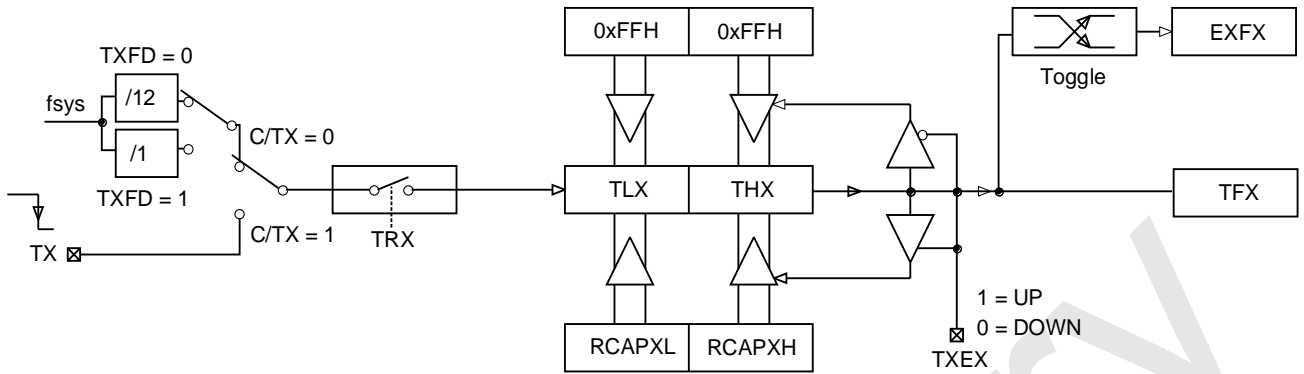 0xFFH 0xFFH
EXFX
Toggle
TXFD = 0
fsys
/12
C/TX = 0
/1
TXFD = 1
TLX THX
TFX
C/TX = 1
TRX
TX
1 = UP
0 = DOWN
RCAPXL RCAPXH
TXEX